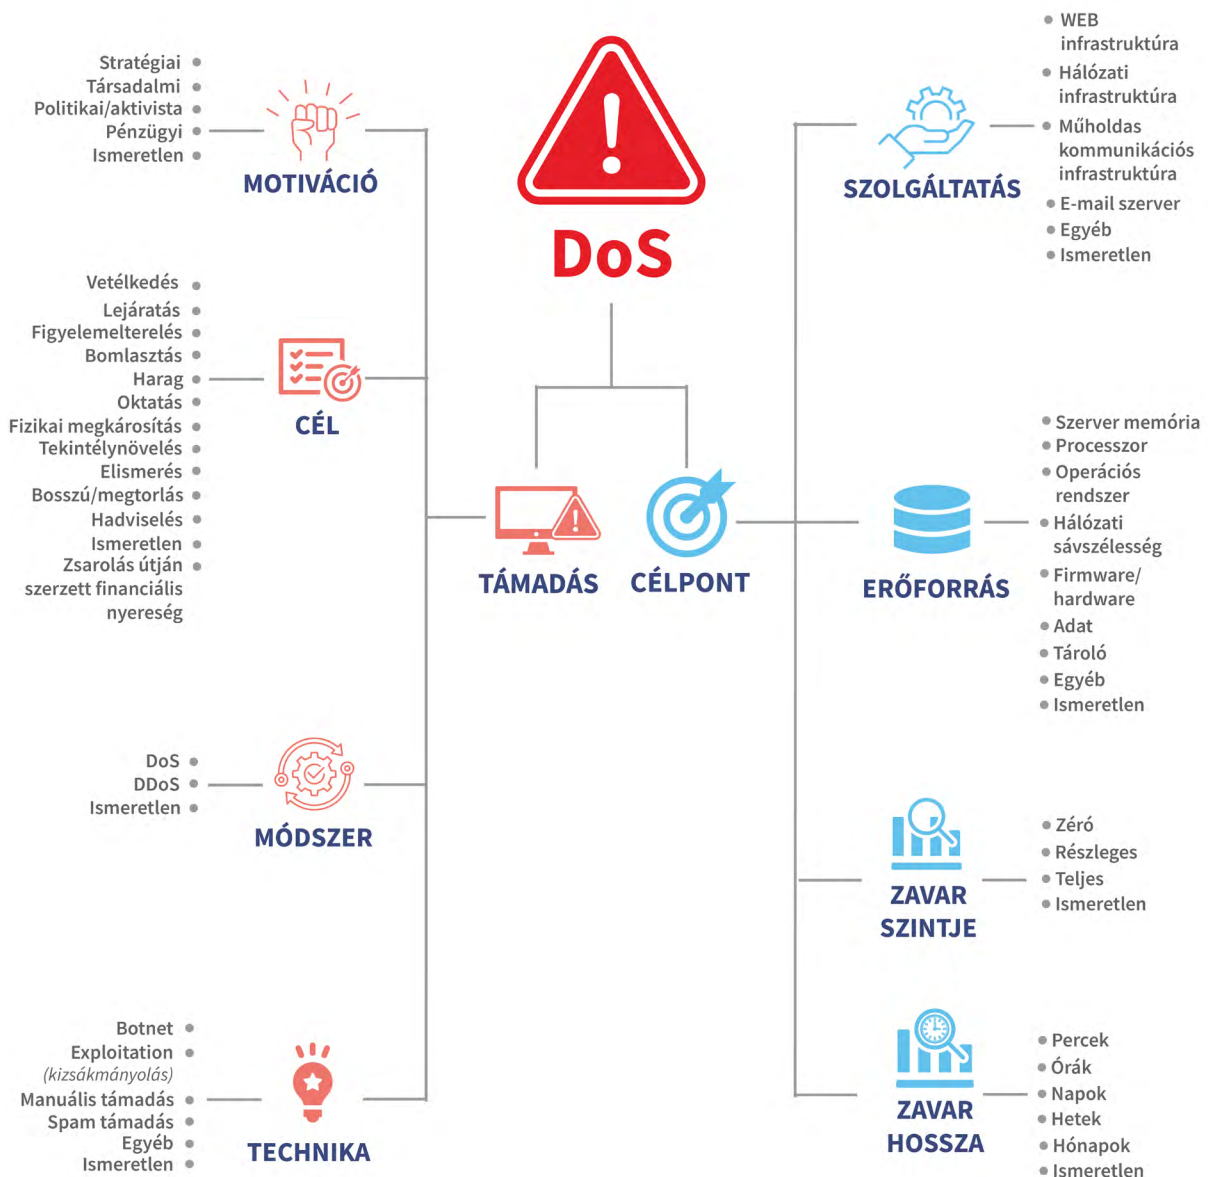 DoS
TÁMADÁS
CÉLPONT
Stratégiai
Társadalmi
Politikai/aktivista
Pénzügyi
Ismeretlen
MOTIVÁCIÓ
Vetélkedés
Lejáratás
Figyelemelterelés
Bomlasztás
Harag
Oktatás
Fizikai megkárosítás
Tekintélynövelés
Elismerés
Bosszú/megtorlás
Hadviselés
Ismeretlen
Zsarolás útján
szerzett financiális
nyereség
CÉL
DoS
DDoS
Ismeretlen
MÓDSZER
Botnet
Exploitation
(kizsákmányolás)
Manuális támadás
Spam támadás
Egyéb
Ismeretlen
TECHNIKA
SZOLGÁLTATÁS
WEB
infrastruktúra
Hálózati
infrastruktúra
Műholdas
kommunikációs
infrastruktúra
E-mail szerver
Egyéb
Ismeretlen
ERŐFORRÁS
Szerver memória
Processzor
Operációs
rendszer
Hálózati
sávszélesség
Firmware/
hardware
Adat
Tároló
Egyéb
Ismeretlen
ZAVAR
SZINTJE
Zéró
Részleges
Teljes
Ismeretlen
ZAVAR
HOSSZA
Percek
Órák
Napok
Hetek
Hónapok
Ismeretlen